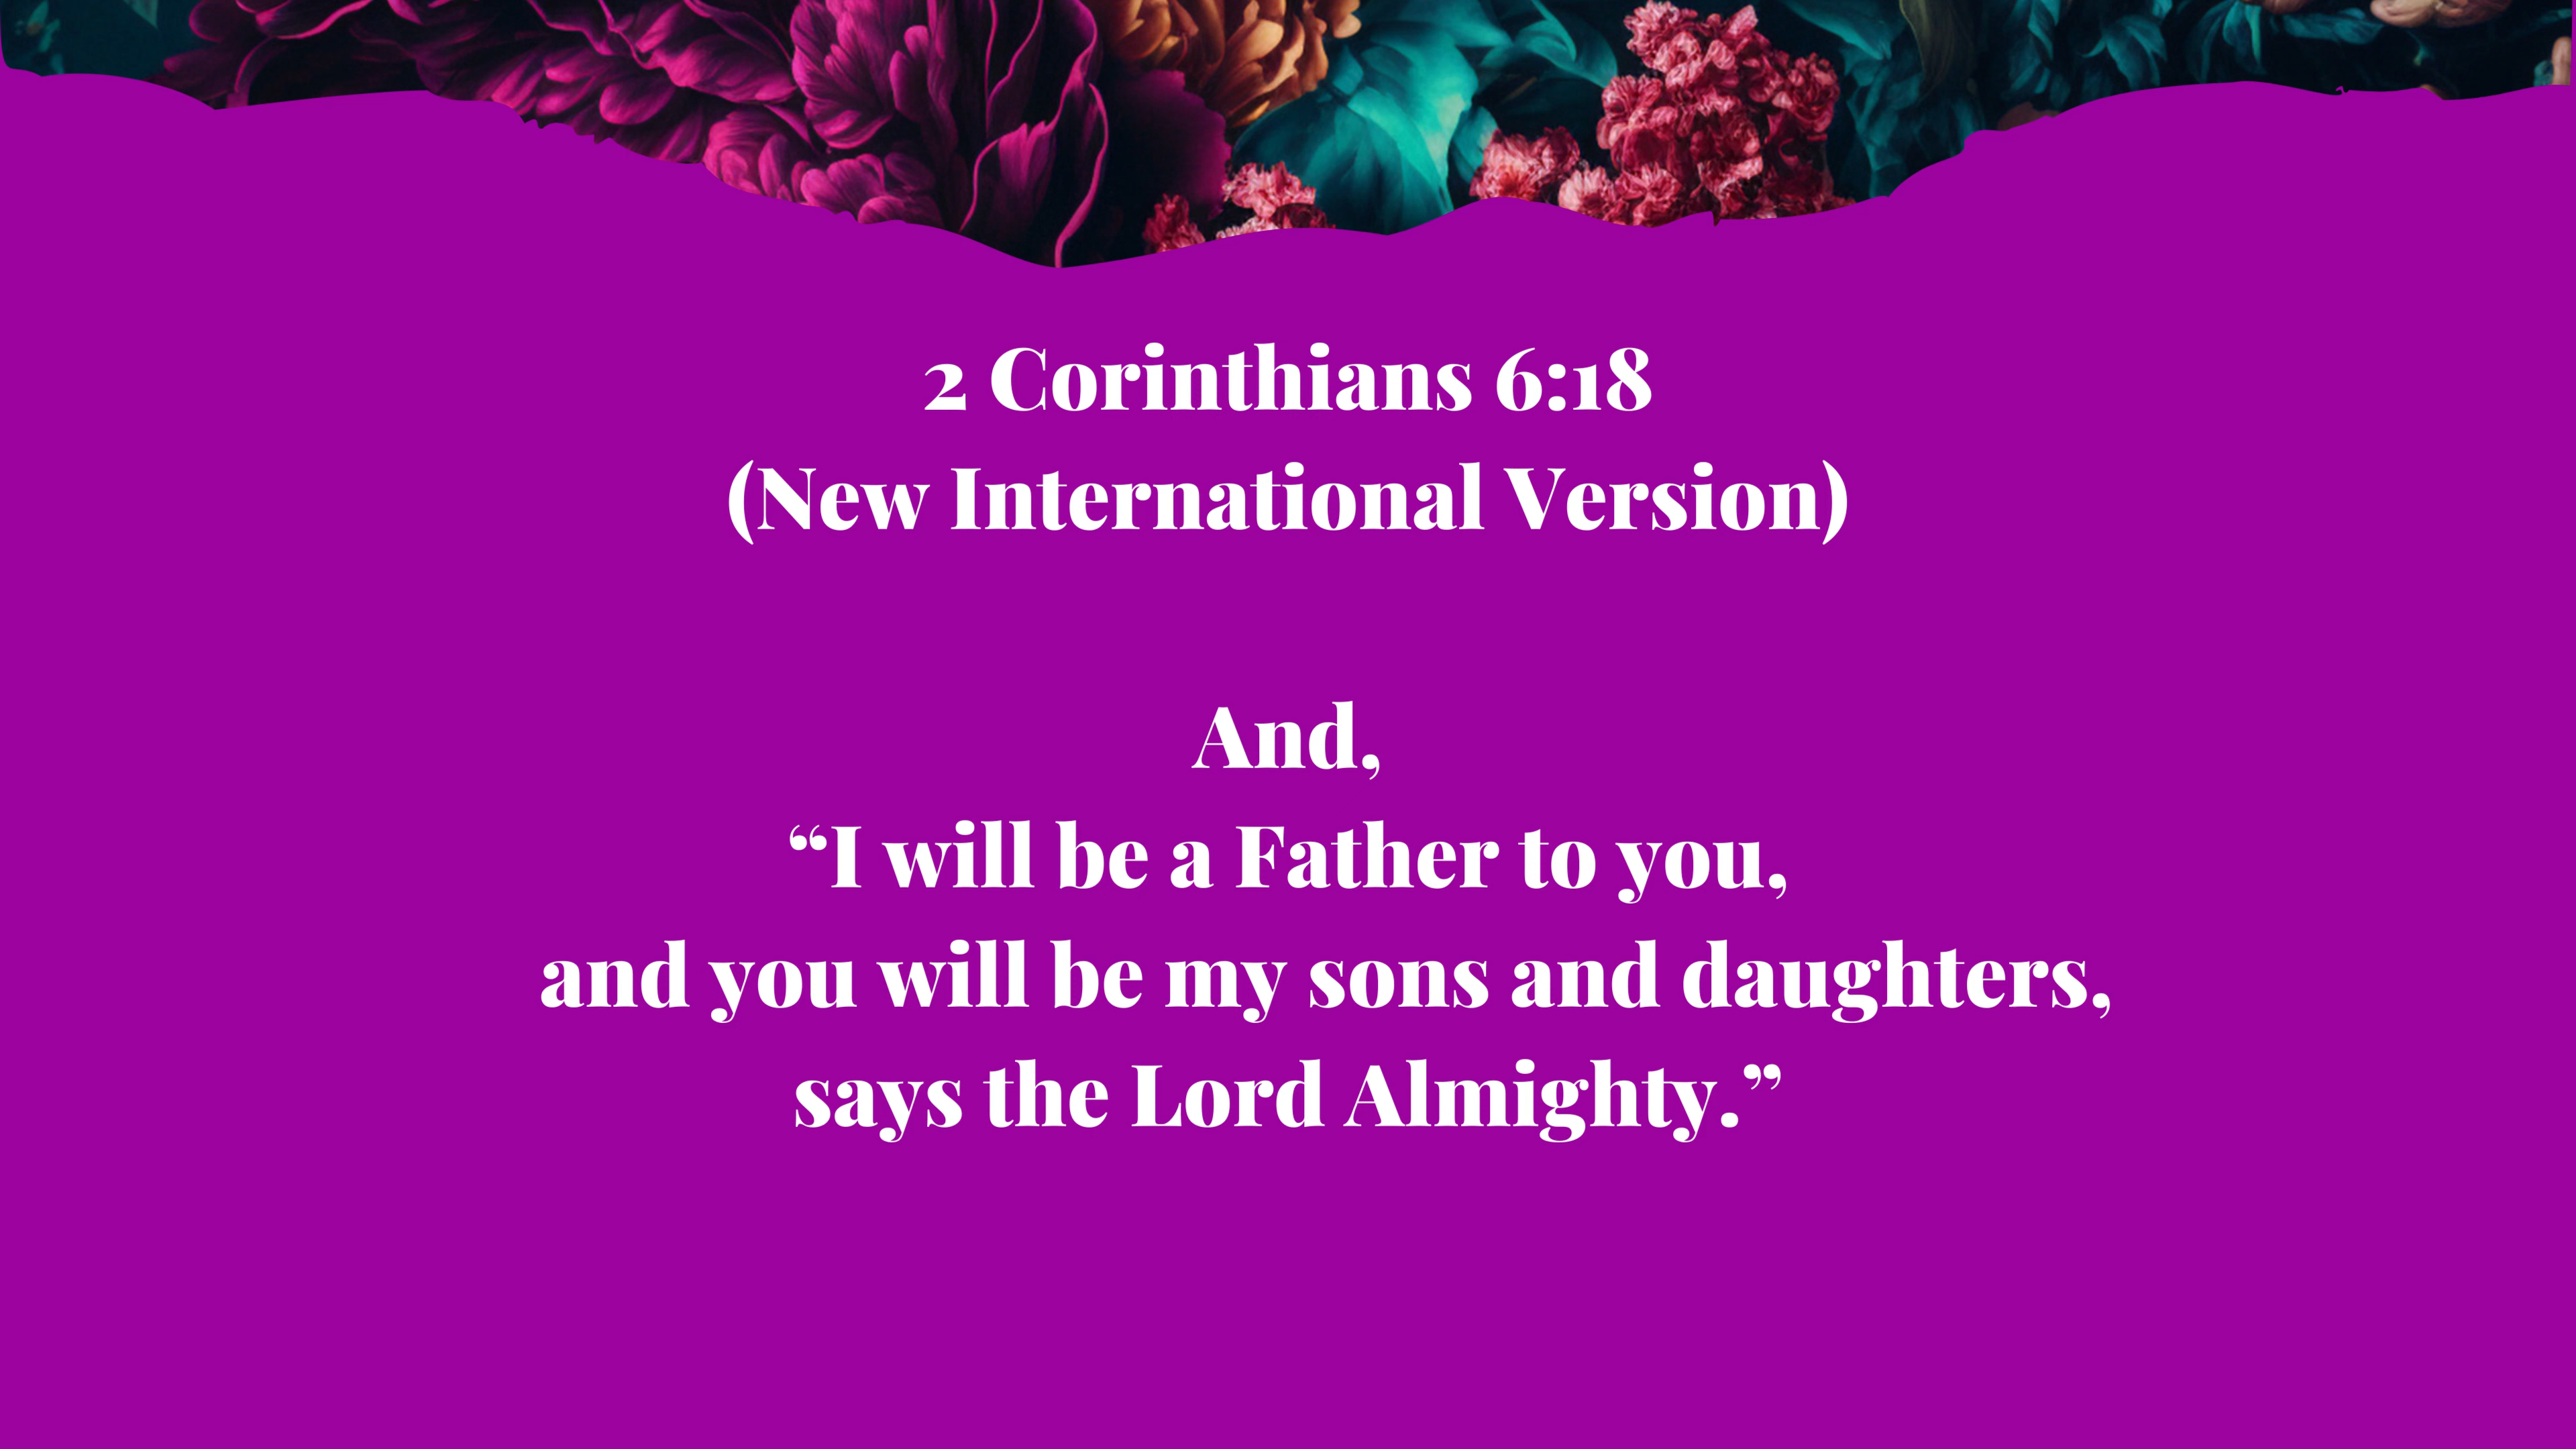 2 Corinthians 6:18
(New International Version)
And,
“I will be a Father to you,
and you will be my sons and daughters,
says the Lord Almighty.”